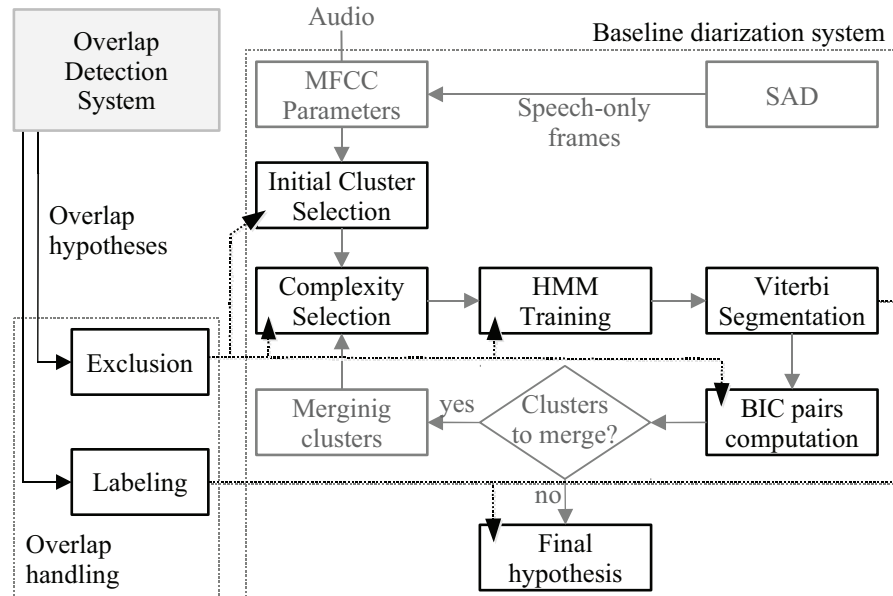 Audio
Overlap
Detection
System
Baseline diarization system
MFCC
Parameters
Speech-only
frames
SAD
Initial Cluster
Selection
Overlap
hypotheses
Complexity
Selection
HMM
Training
Viterbi
Segmentation
Exclusion
Merginig
clusters
yes
Clusters
to merge?
BIC pairs
computation
Labeling
no
Overlap
handling
Final
hypothesis